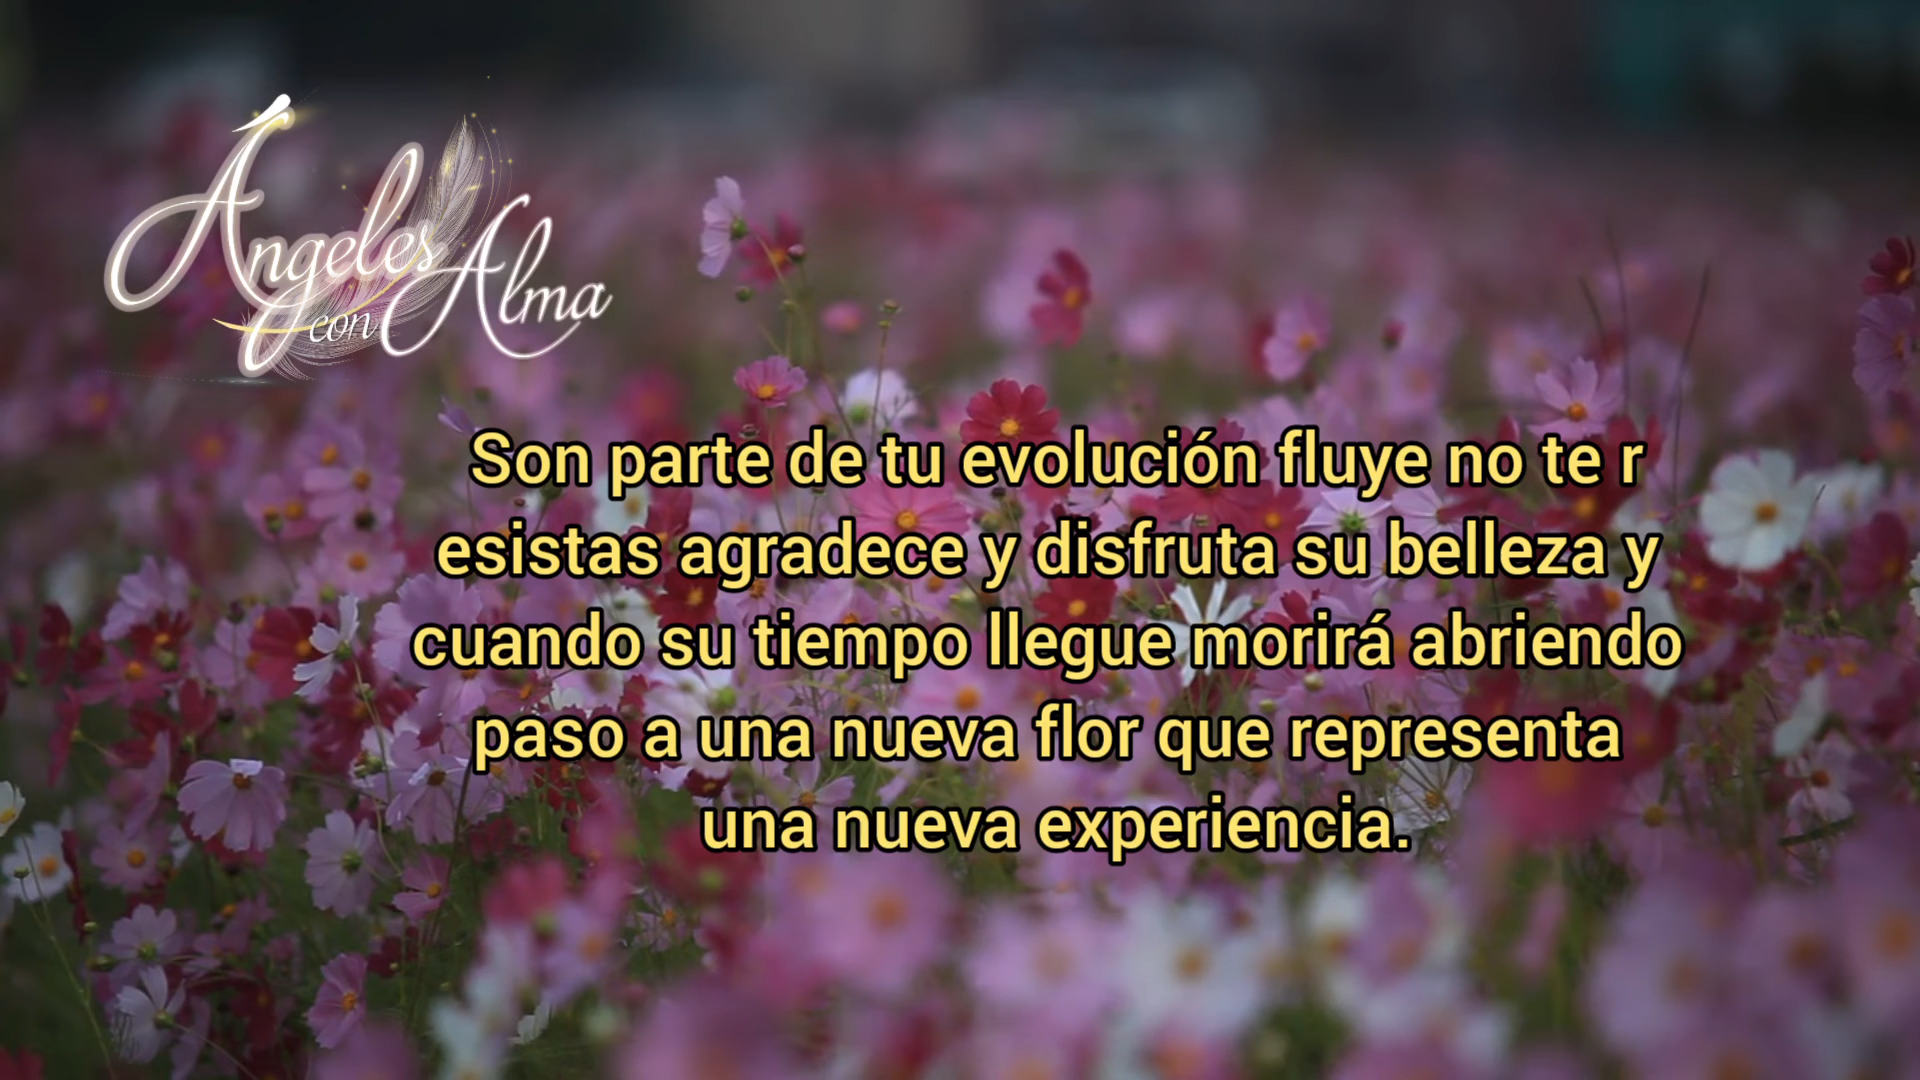 Ángeles
con Alma
Son parte de tu evolución fluye no te r
esistas agradece y disfruta su belleza y
cuando su tiempo llegue morirá abriendo
paso a una nueva flor que representa
una nueva experiencia.